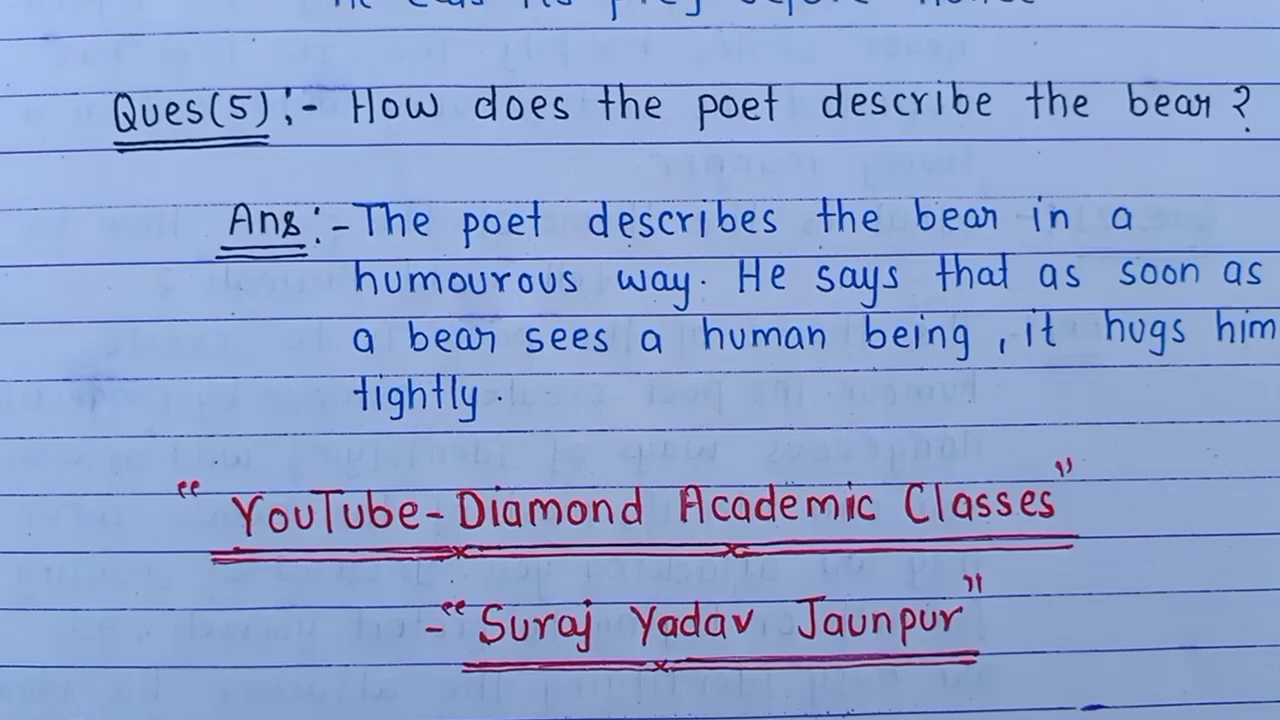 Ques(5):- How does the poet describe the bear?
Ans:- The poet describes the bear in a
humourous way. He says that as soon as
a bear sees a human being, it hugs him
tightly.
"YouTube-Diamond Academic Classes"
-"Suraj Yadav Jaunpur"